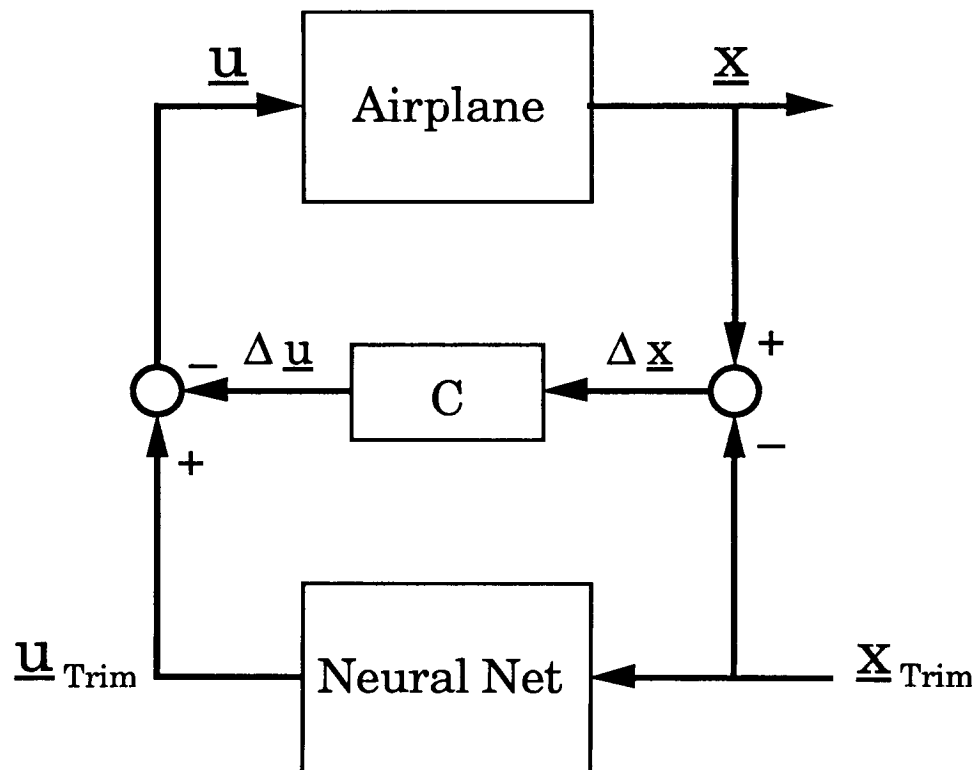 u
Airplane
x
+
− Δ u
C
Δ x
+
−
u Trim
Neural Net
x Trim